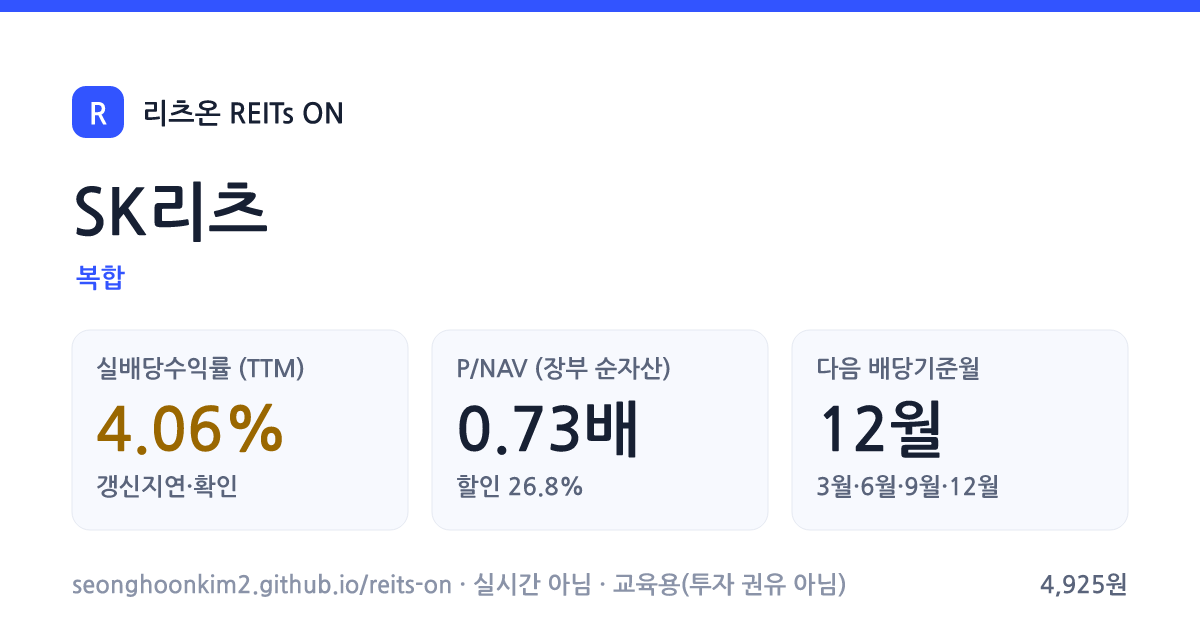 R 리츠온 REITs ON
SK리츠
복합
실배당수익률 (TTM)
4.06%
갱신지연·확인
P/NAV (장부 순자산)
0.73배
할인 26.8%
다음 배당기준월
12월
3월·6월·9월·12월
seonghoonkim2.github.io/reits-on · 실시간 아님 · 교육용(투자 권유 아님)
4,925원